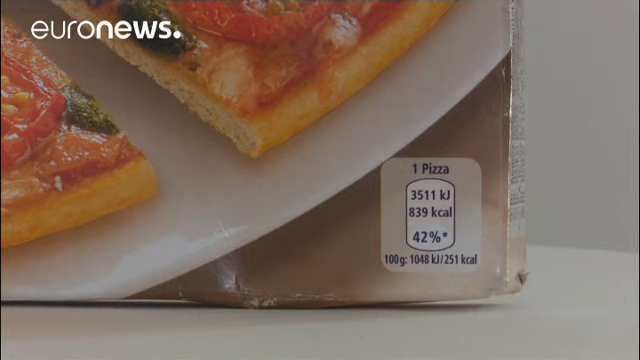 euronews.
1 Pizza
3511 kJ
839 kcal
42%*
100g: 1048 kJ/251 kcal